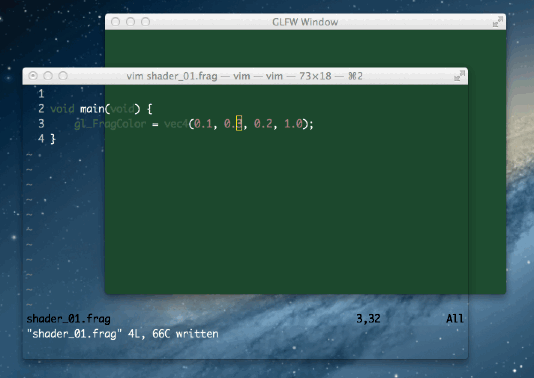 GLFW Window
vim shader_01.frag — vim — vim — 73×18 — ⌘2
1
2 void main(void) {
3 gl_FragColor = vec4(0.1, 0.3, 0.2, 1.0);
4 }
~
~
~
~
~
~
~
~
~
~
~
~
shader_01.frag 3,32 All
"shader_01.frag" 4L, 66C written